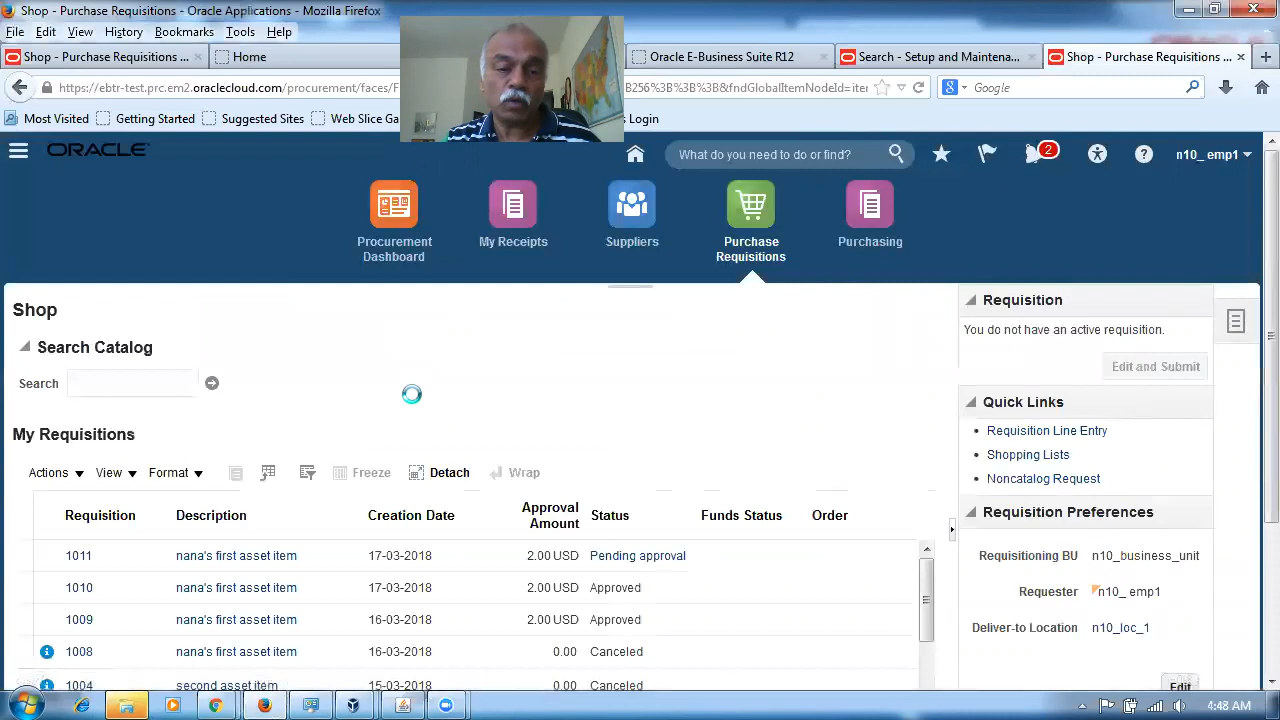 Shop - Purchase Requisitions - Oracle Applications - Mozilla Firefox
File Edit View History Bookmarks Tools Help
Shop - Purchase Requisitions ... Home Oracle E-Business Suite R12 Search - Setup and Maintena... Shop - Purchase Requisitions ...
https://ebtr-test.prc.em2.oraclecloud.com/procurement/faces/F B256%3B%3B&fndGlobalItemNodeId=iter Google
Most Visited Getting Started Suggested Sites Web Slice Ga Login
ORACLE What do you need to do or find? 2 n10_emp1
Procurement Dashboard My Receipts Suppliers Purchase Requisitions Purchasing
Shop
Search Catalog
Search
My Requisitions
Actions View Format Freeze Detach Wrap
Requisition Description Creation Date Approval Amount Status Funds Status Order
1011 nana's first asset item 17-03-2018 2.00 USD Pending approval
1010 nana's first asset item 17-03-2018 2.00 USD Approved
1009 nana's first asset item 16-03-2018 2.00 USD Approved
1008 nana's first asset item 16-03-2018 0.00 Canceled
1004 second asset item 15-03-2018 0.00 Canceled
Requisition
You do not have an active requisition.
Edit and Submit
Quick Links
Requisition Line Entry
Shopping Lists
Noncatalog Request
Requisition Preferences
Requisitioning BU n10_business_unit
Requester n10_ emp1
Deliver-to Location n10_loc_1
Edit
4:48 AM